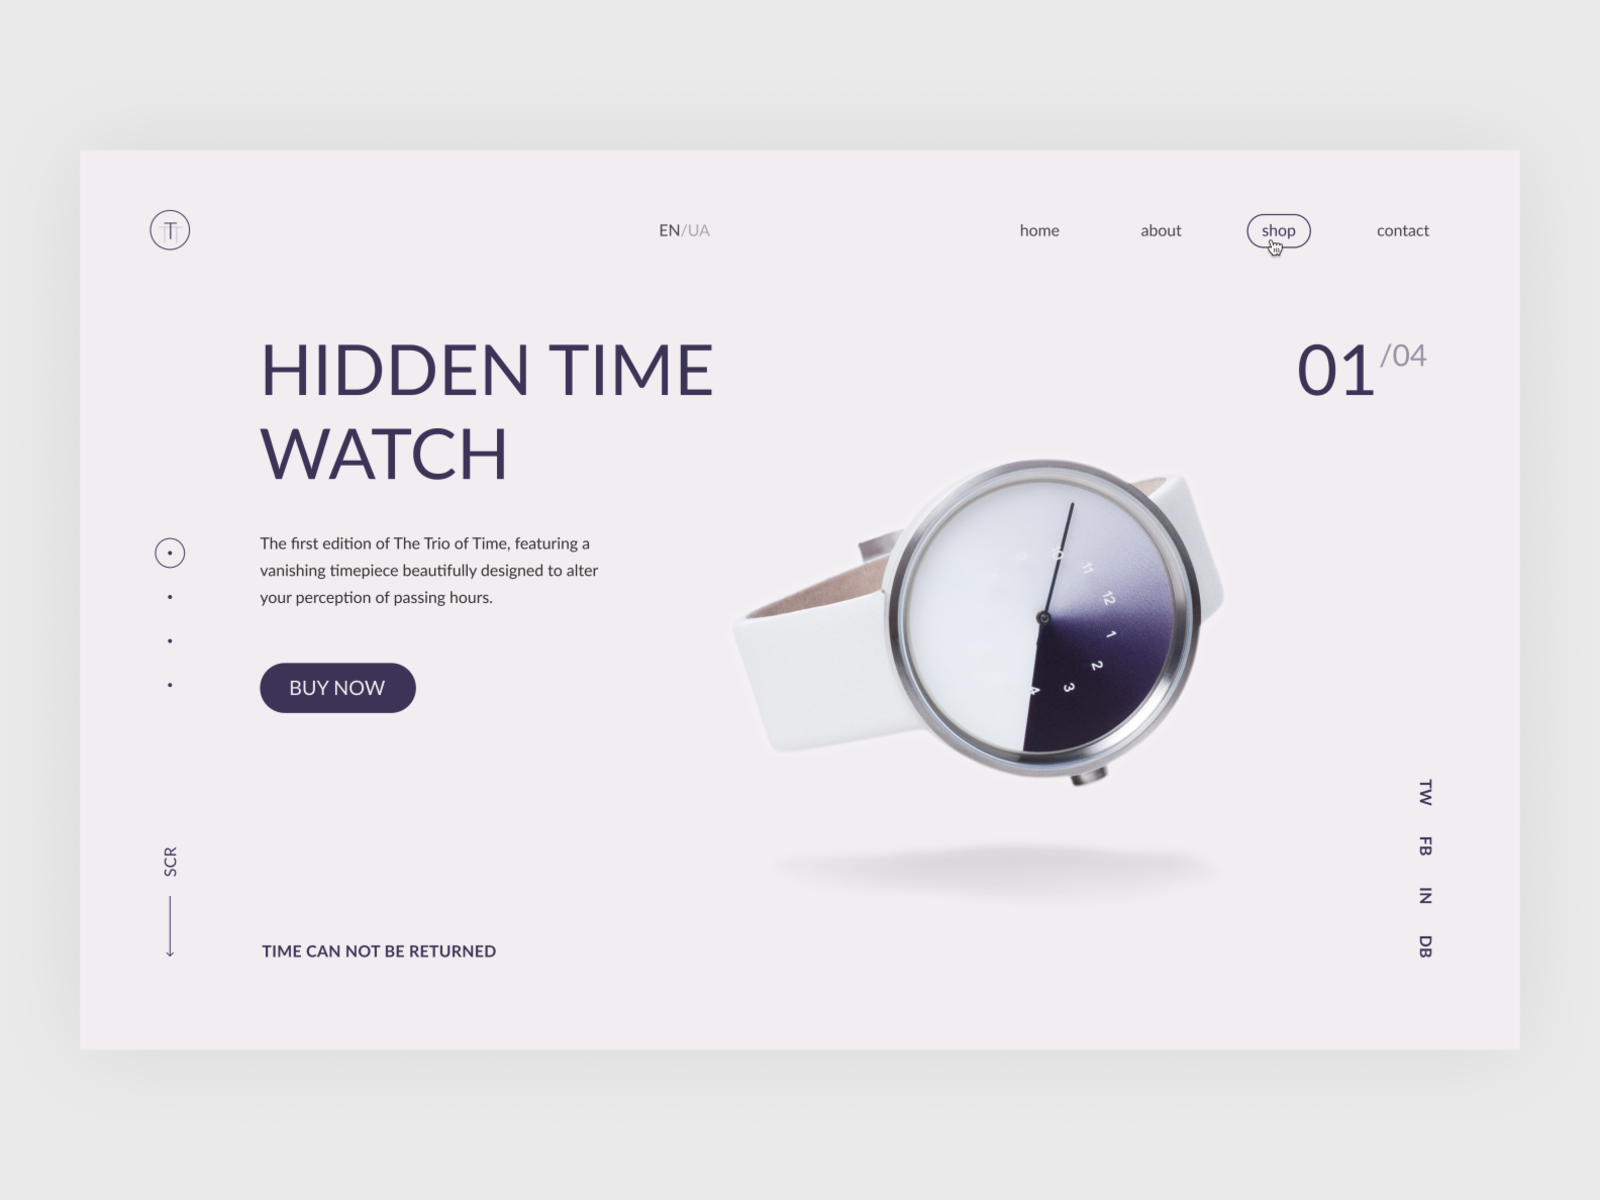 T
EN/UA
home
about
shop
contact
HIDDEN TIME
WATCH
01/04
The first edition of The Trio of Time, featuring a
vanishing timepiece beautifully designed to alter
your perception of passing hours.
BUY NOW
10
11
12
1
2
3
4
TW
FB
IN
DB
SCR
TIME CAN NOT BE RETURNED